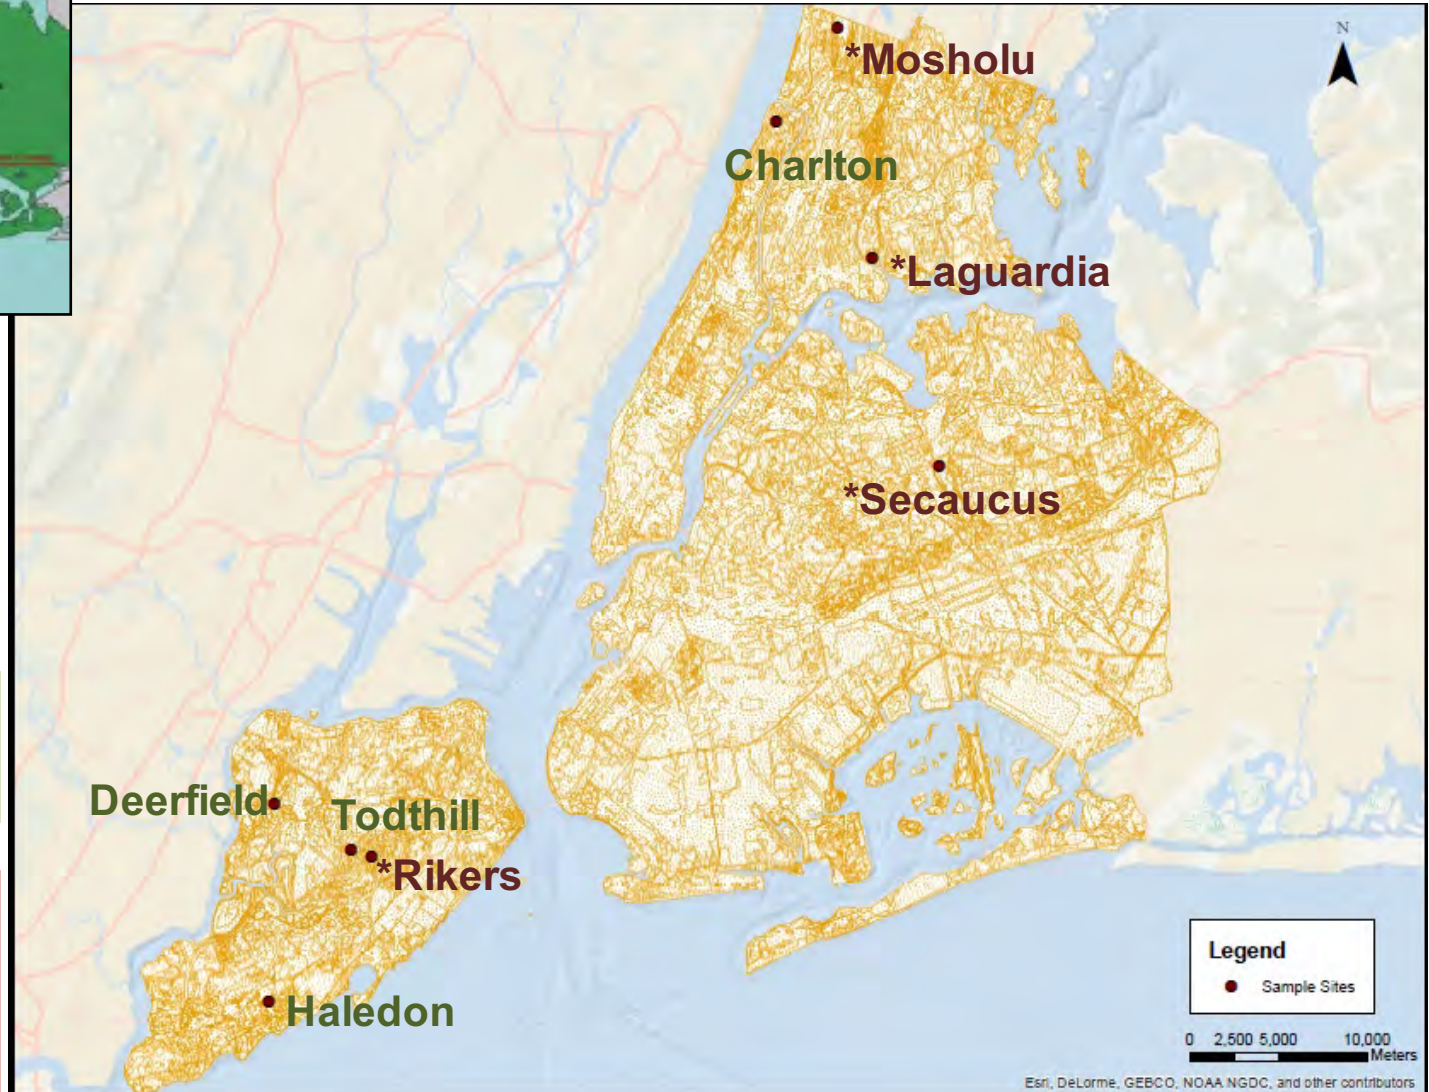 N
*Mosholu
Charlton
*Laguardia
*Secaucus
Deerfield
Todthill
*Rikers
Haledon
Legend
Sample Sites
0 2,500 5,000 10,000
Meters
Esri, DeLorme, GEBCO, NOAA NGDC, and other contributors